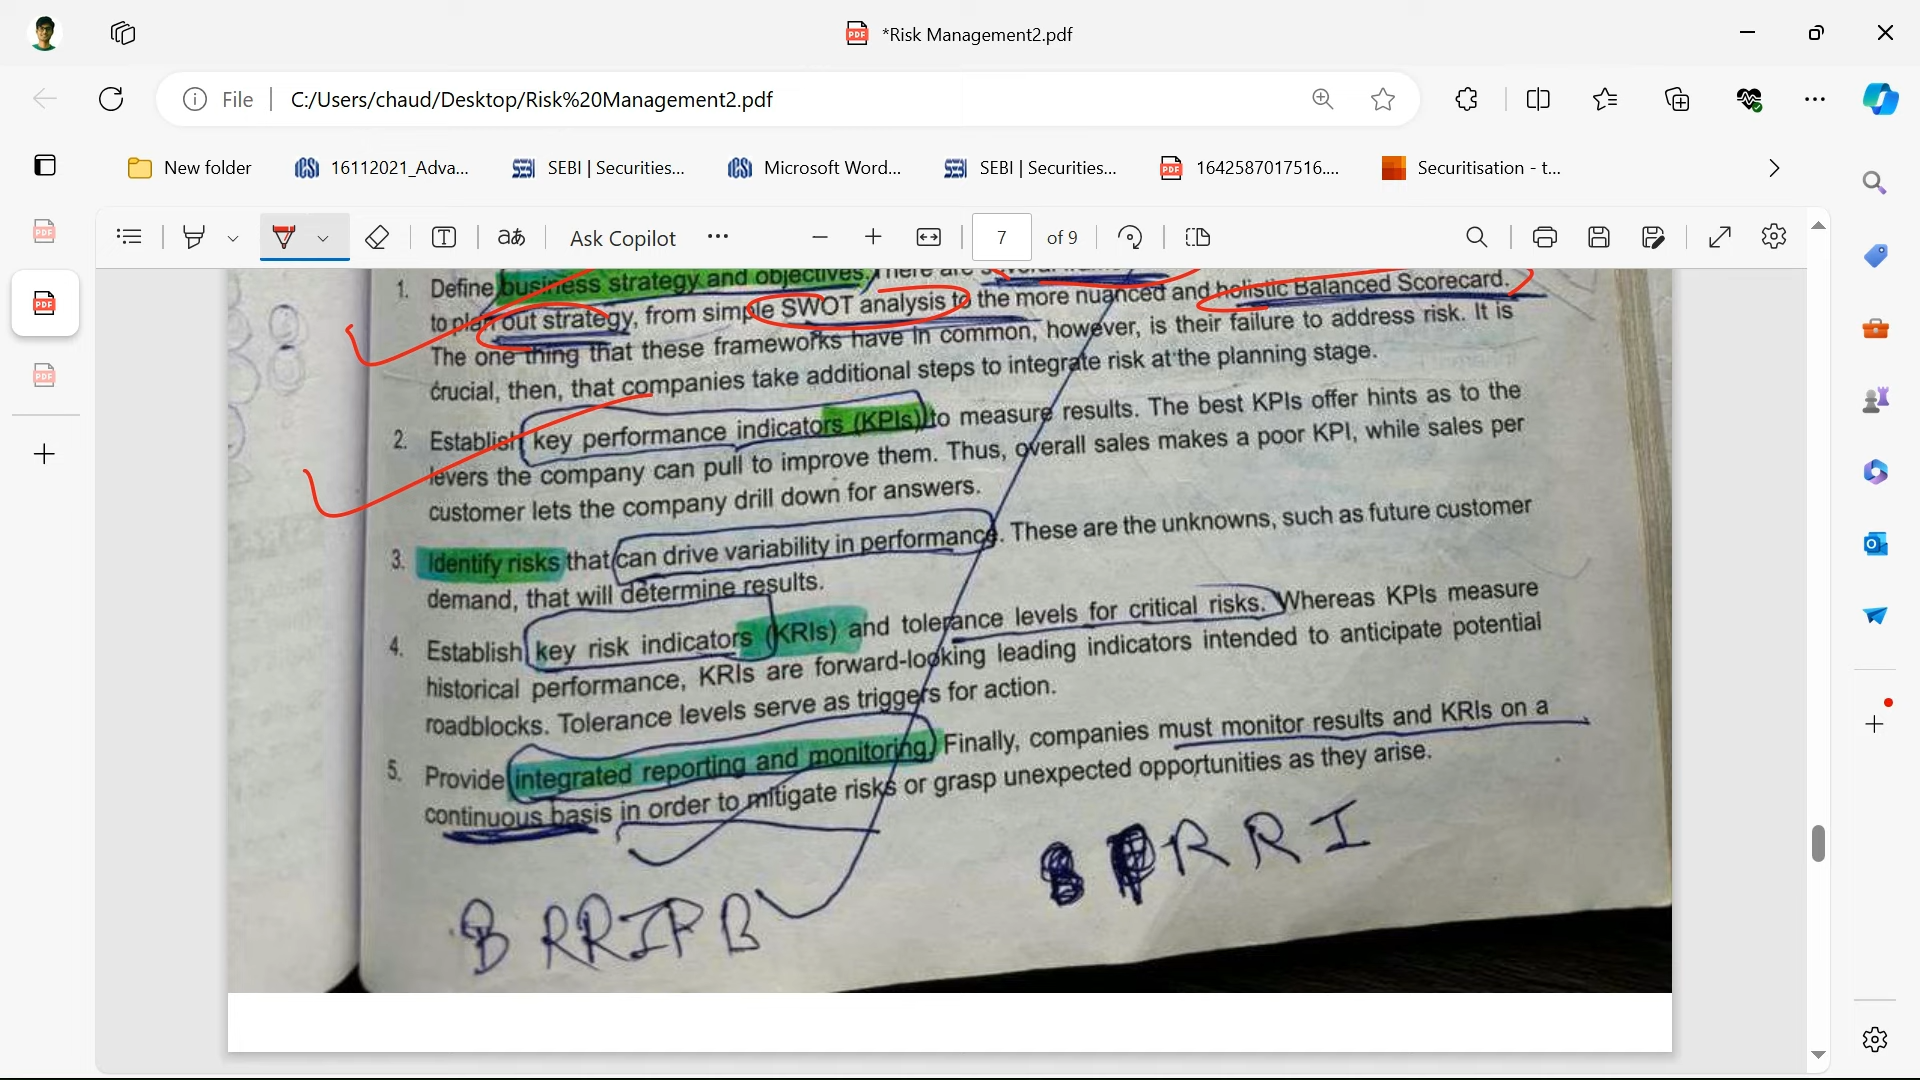 *Risk Management2.pdf
File C:/Users/chaud/Desktop/Risk%20Management2.pdf
New folder 16112021_Adva... SEBI | Securities... Microsoft Word... SEBI | Securities... 1642587017516.... Securitisation - t...
Ask Copilot 7 of 9
1. Define business strategy and objectives. There are several
to plan out strategy, from simple SWOT analysis to the more nuanced and holistic Balanced Scorecard.
The one thing that these frameworks have in common, however, is their failure to address risk. It is
crucial, then, that companies take additional steps to integrate risk at the planning stage.
2. Establish key performance indicators (KPIs) to measure results. The best KPIs offer hints as to the
levers the company can pull to improve them. Thus, overall sales makes a poor KPI, while sales per
customer lets the company drill down for answers.
3. Identify risks that can drive variability in performance. These are the unknowns, such as future customer
demand, that will determine results.
4. Establish key risk indicators (KRIs) and tolerance levels for critical risks. Whereas KPIs measure
historical performance, KRIs are forward-looking leading indicators intended to anticipate potential
roadblocks. Tolerance levels serve as triggers for action.
5. Provide integrated reporting and monitoring. Finally, companies must monitor results and KRIs on a
continuous basis in order to mitigate risks or grasp unexpected opportunities as they arise.
R R I
B RRIPB